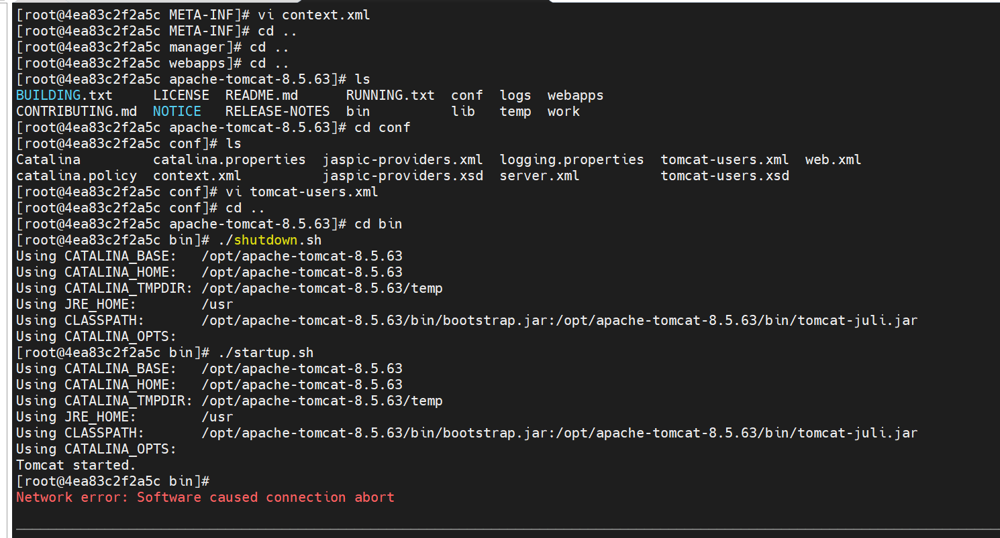 [root@4ea83c2f2a5c META-INF]# vi context.xml
[root@4ea83c2f2a5c META-INF]# cd ..
[root@4ea83c2f2a5c manager]# cd ..
[root@4ea83c2f2a5c webapps]# cd ..
[root@4ea83c2f2a5c apache-tomcat-8.5.63]# ls
BUILDING.txt     LICENSE  README.md      RUNNING.txt  conf  logs  webapps
CONTRIBUTING.md  NOTICE   RELEASE-NOTES  bin          lib   temp  work
[root@4ea83c2f2a5c apache-tomcat-8.5.63]# cd conf
[root@4ea83c2f2a5c conf]# ls
Catalina         catalina.properties  jaspic-providers.xml  logging.properties  tomcat-users.xml  web.xml
catalina.policy  context.xml          jaspic-providers.xsd  server.xml          tomcat-users.xsd
[root@4ea83c2f2a5c conf]# vi tomcat-users.xml
[root@4ea83c2f2a5c conf]# cd ..
[root@4ea83c2f2a5c apache-tomcat-8.5.63]# cd bin
[root@4ea83c2f2a5c bin]# ./shutdown.sh
Using CATALINA_BASE:   /opt/apache-tomcat-8.5.63
Using CATALINA_HOME:   /opt/apache-tomcat-8.5.63
Using CATALINA_TMPDIR: /opt/apache-tomcat-8.5.63/temp
Using JRE_HOME:        /usr
Using CLASSPATH:       /opt/apache-tomcat-8.5.63/bin/bootstrap.jar:/opt/apache-tomcat-8.5.63/bin/tomcat-juli.jar
Using CATALINA_OPTS:
[root@4ea83c2f2a5c bin]# ./startup.sh
Using CATALINA_BASE:   /opt/apache-tomcat-8.5.63
Using CATALINA_HOME:   /opt/apache-tomcat-8.5.63
Using CATALINA_TMPDIR: /opt/apache-tomcat-8.5.63/temp
Using JRE_HOME:        /usr
Using CLASSPATH:       /opt/apache-tomcat-8.5.63/bin/bootstrap.jar:/opt/apache-tomcat-8.5.63/bin/tomcat-juli.jar
Using CATALINA_OPTS:
Tomcat started.
[root@4ea83c2f2a5c bin]#
Network error: Software caused connection abort